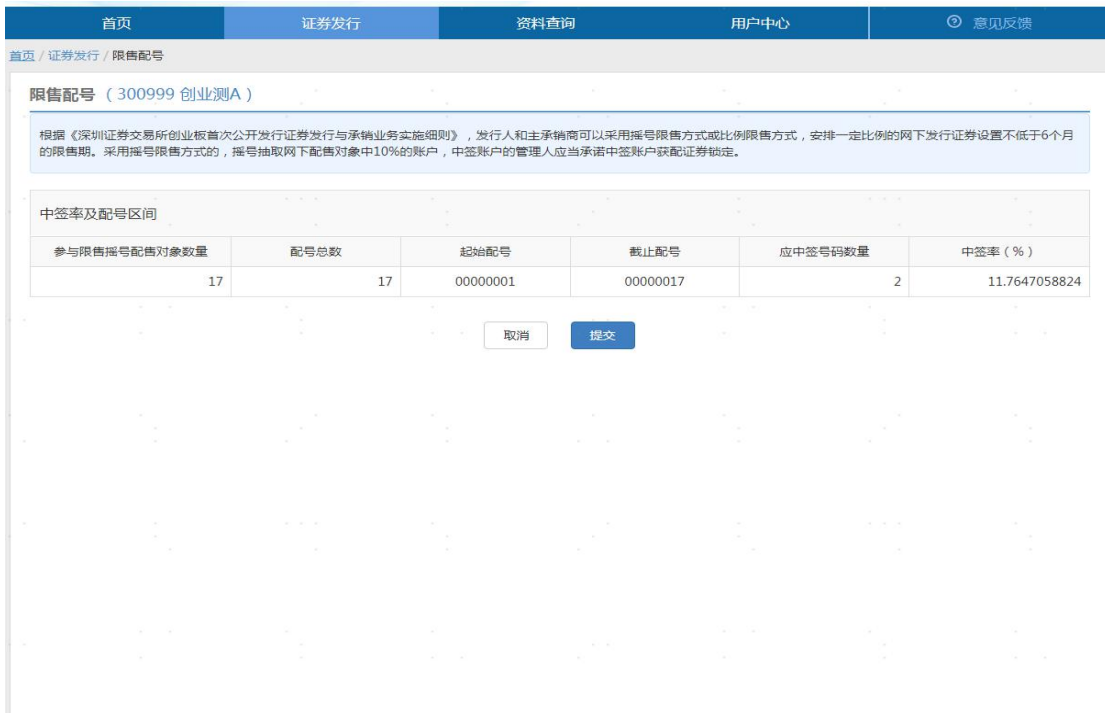 首页 证券发行 资料查询 用户中心 意见反馈
首页 / 证券发行 / 限售配号
限售配号 （300999 创业测A）
根据《深圳证券交易所创业板首次公开发行证券发行与承销业务实施细则》，发行人和主承销商可以采用摇号限售方式或比例限售方式，安排一定比例的网下发行证券设置不低于6个月
的限售期。采用摇号限售方式的，摇号抽取网下配售对象中10%的账户，中签账户的管理人应当承诺中签账户获配证券锁定。
中签率及配号区间
参与限售摇号配售对象数量 配号总数 起始配号 截止配号 应中签号码数量 中签率（%）
17 17 00000001 00000017 2 11.7647058824
取消 提交